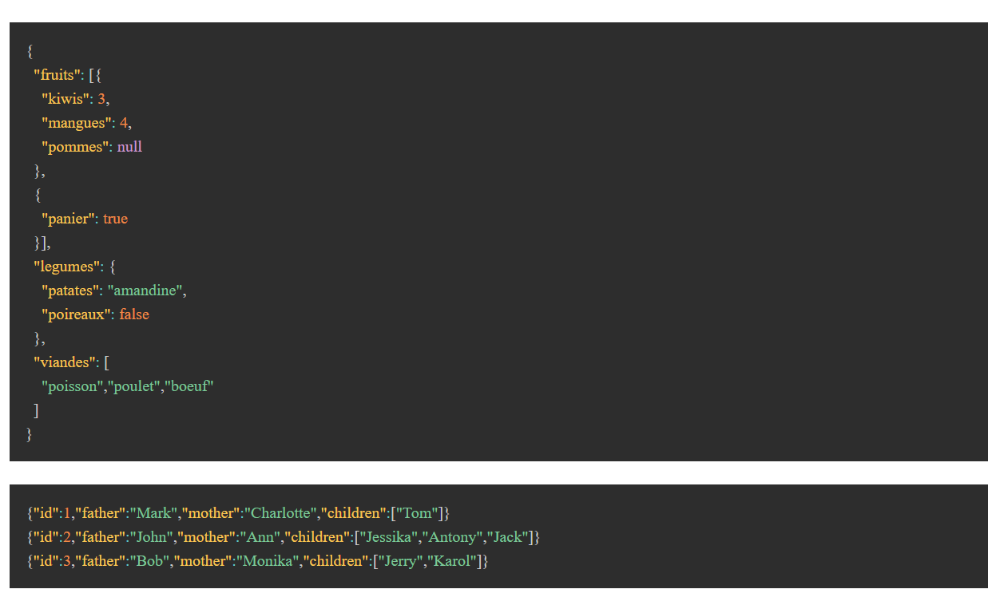 {
"fruits": [{
"kiwis": 3,
"mangues": 4,
"pommes": null
},
{
"panier": true
}],
"legumes": {
"patates": "amandine",
"poireaux": false
},
"viandes": [
"poisson","poulet","boeuf"
]
}
{"id":1,"father":"Mark","mother":"Charlotte","children":["Tom"]}
{"id":2,"father":"John","mother":"Ann","children":["Jessika","Antony","Jack"]}
{"id":3,"father":"Bob","mother":"Monika","children":["Jerry","Karol"]}